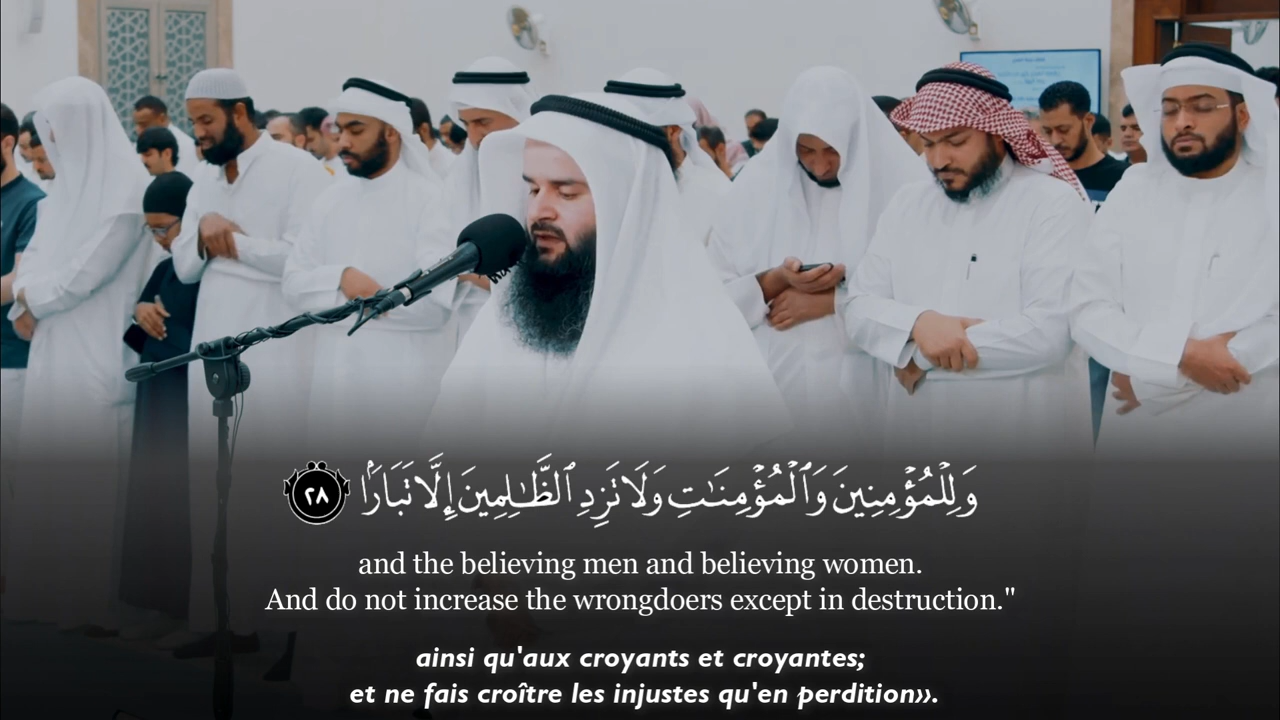 وَلِلْمُؤْمِنِينَ وَٱلْمُؤْمِنَٰتِ وَلَا تَزِدِ ٱلظَّٰلِمِينَ إِلَّا تَبَارًۢا ٢٨
and the believing men and believing women.
And do not increase the wrongdoers except in destruction."
ainsi qu'aux croyants et croyantes;
et ne fais croître les injustes qu'en perdition».